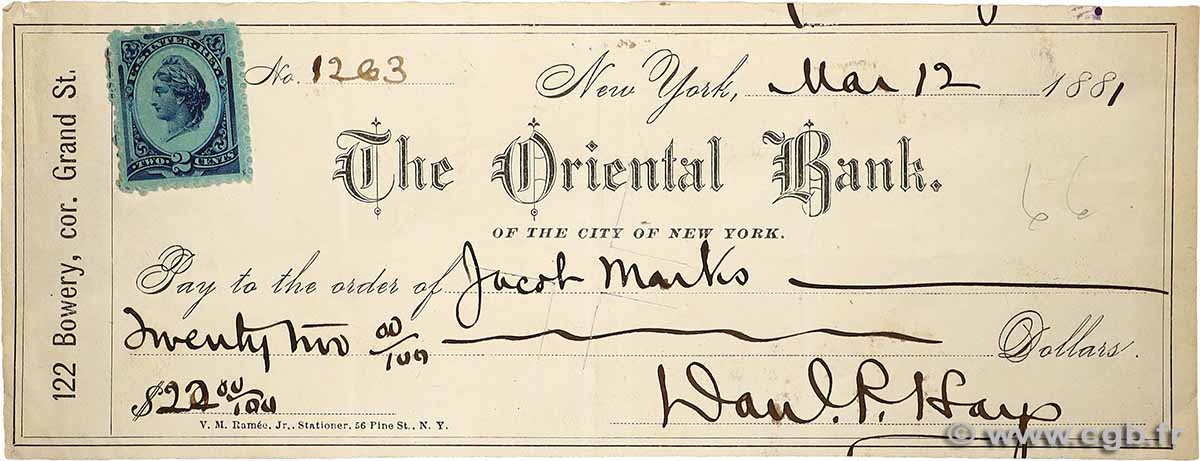 U.S. INTER. REV.
TWO 2 CENTS
122 Bowery, cor. Grand St.
No. 1263
New York, Mar 12 1881
The Oriental Bank.
OF THE CITY OF NEW YORK.
66
Pay to the order of Jacob Marks
Twenty two 00/100 Dollars.
$22 00/100
Danl. P. Hays
V. M. Ramée, Jr., Stationer, 56 Pine St., N. Y.
© www.cgb.fr